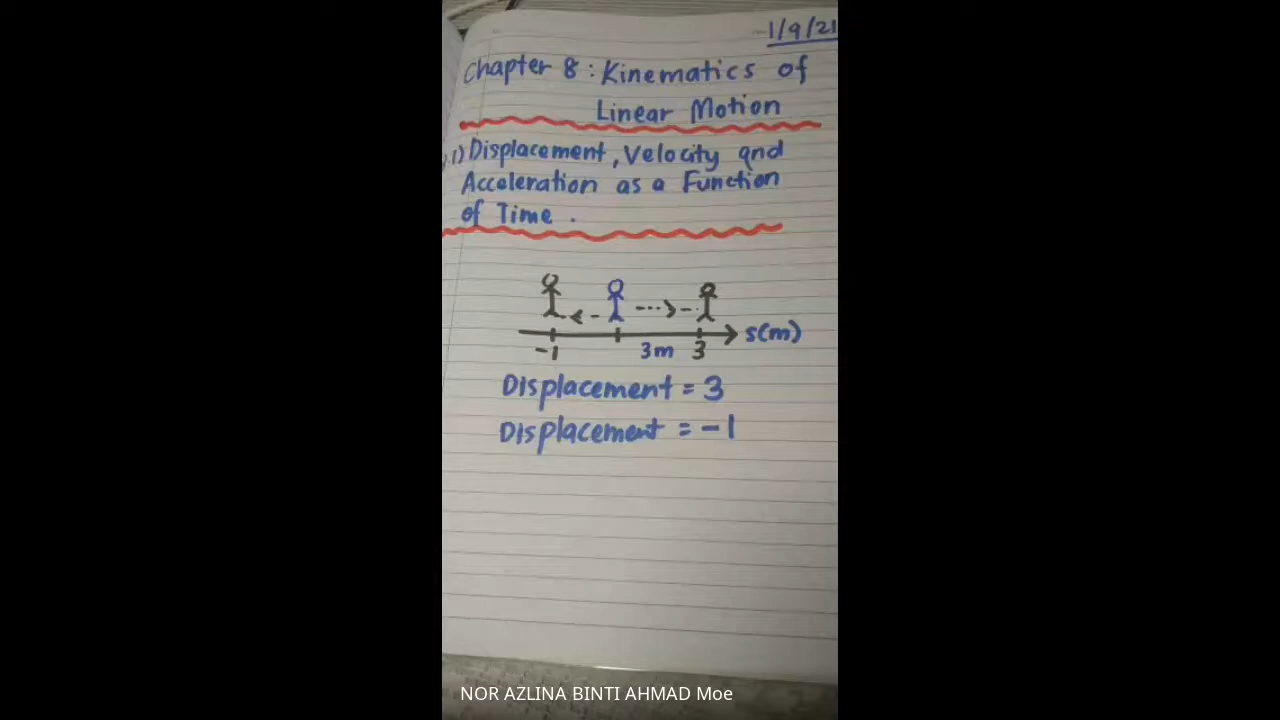 1/9/21
Chapter 8 : Kinematics of
Linear Motion
.1) Displacement, Velocity and
Acceleration as a Function
of Time .
s(m)
-1 3m 3
Displacement = 3
Displacement = -1
NOR AZLINA BINTI AHMAD Moe